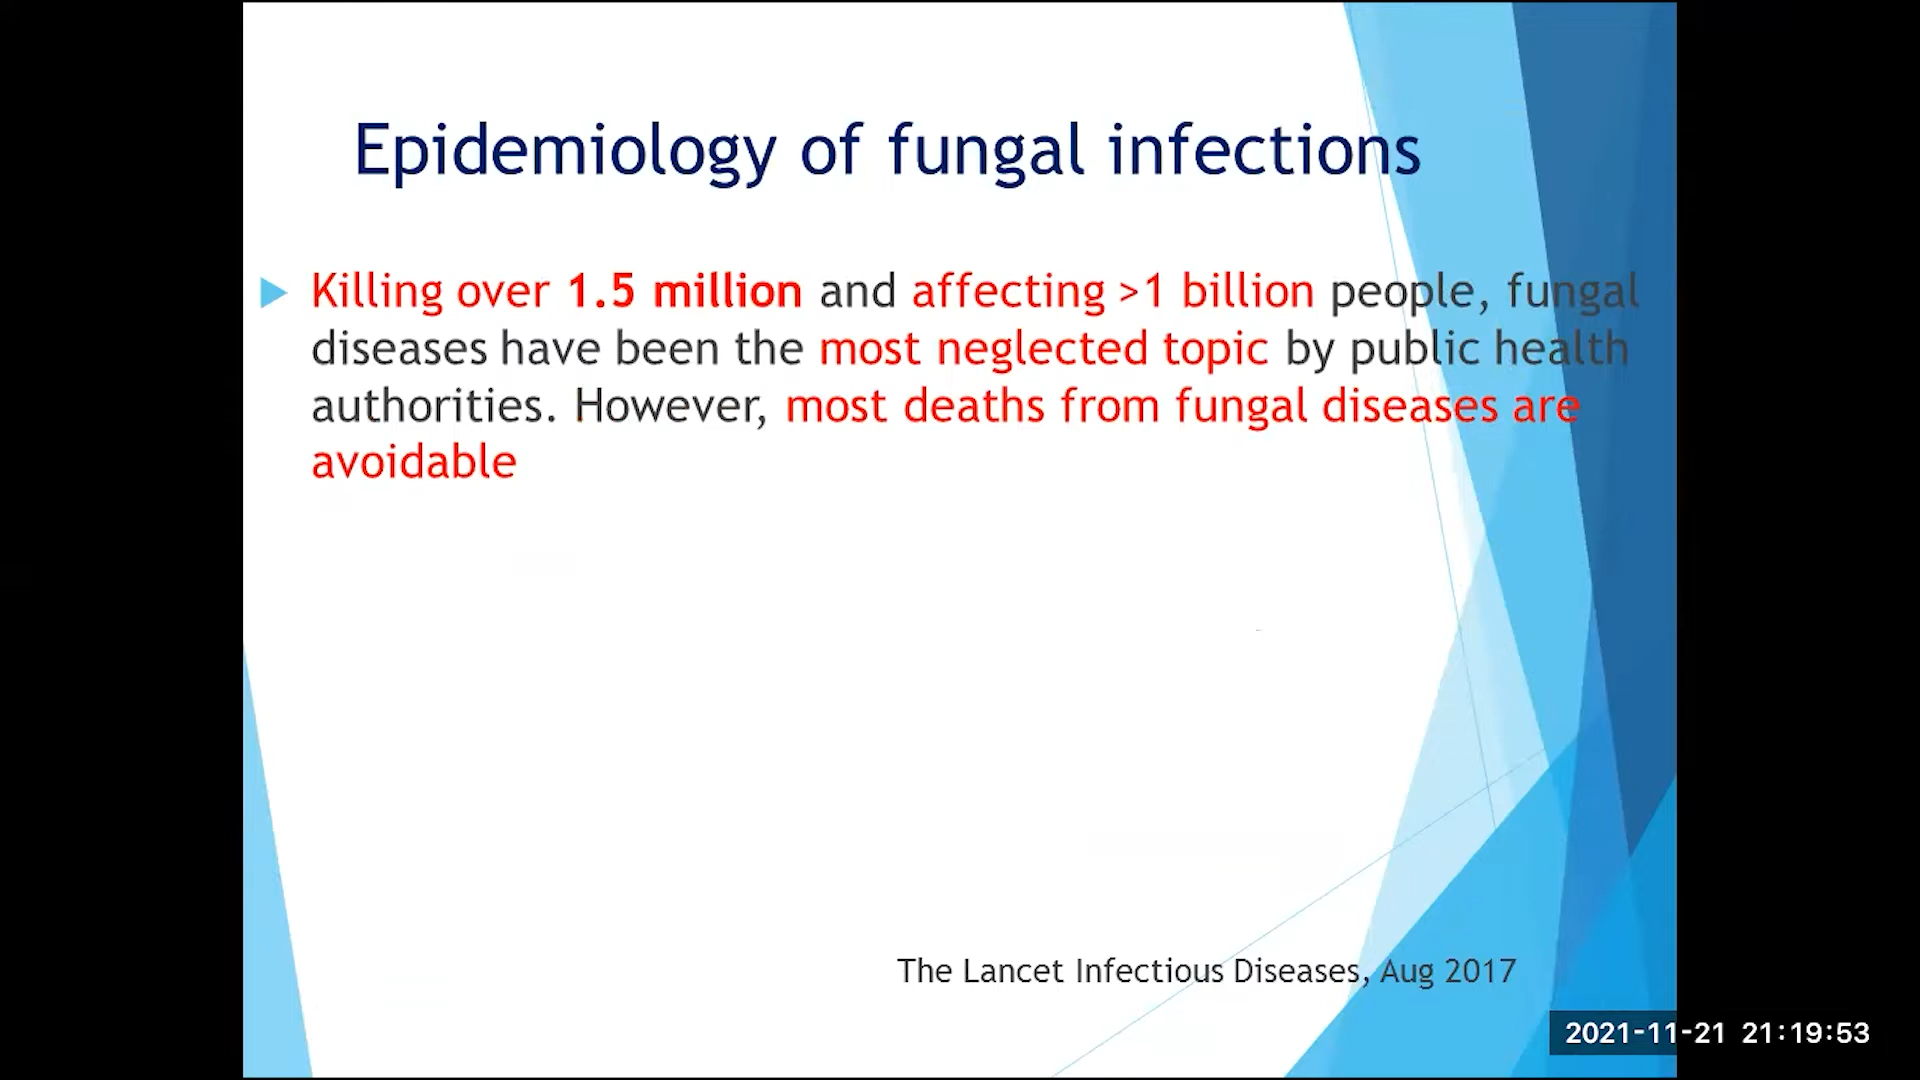 Epidemiology of fungal infections
Killing over 1.5 million and affecting >1 billion people, fungal
diseases have been the most neglected topic by public health
authorities. However, most deaths from fungal diseases are
avoidable
The Lancet Infectious Diseases, Aug 2017
2021-11-21 21:19:53